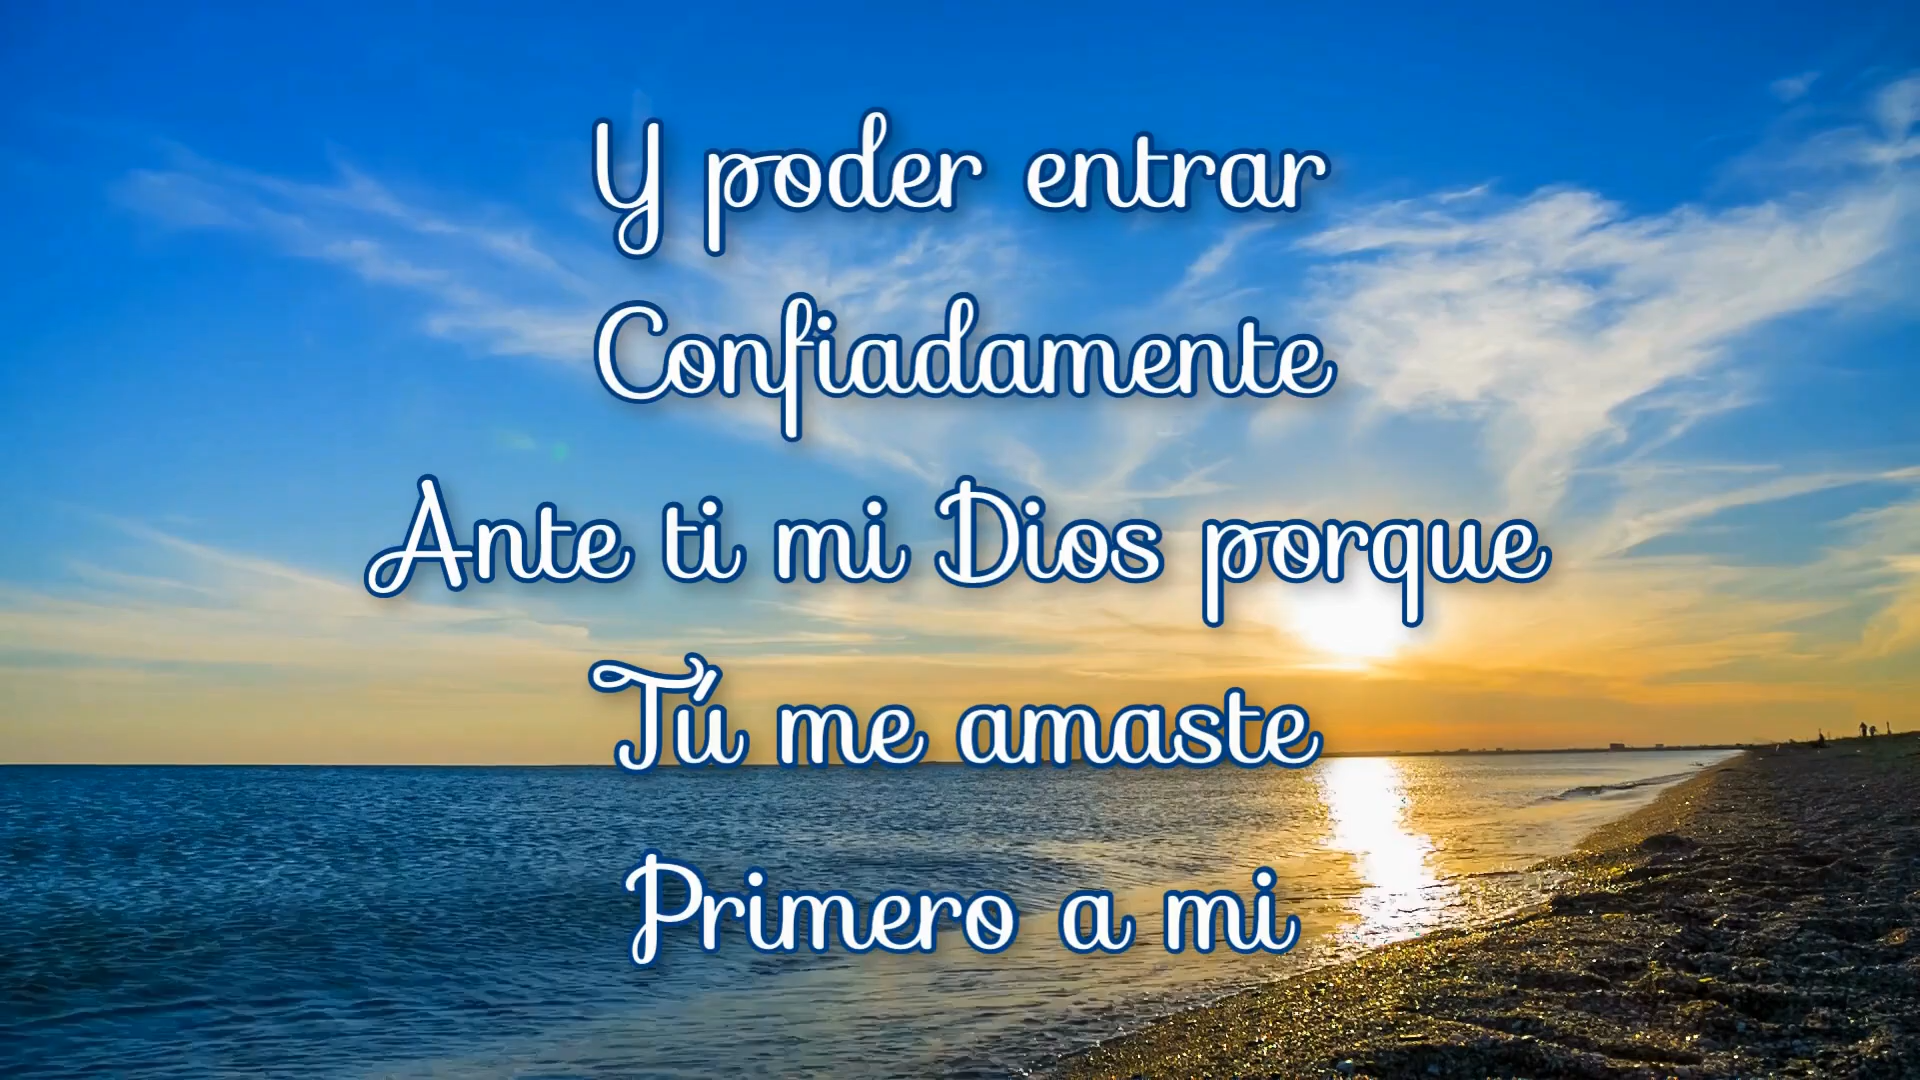 Y poder entrar
Confiadamente
Ante ti mi Dios porque
Tú me amaste
Primero a mi